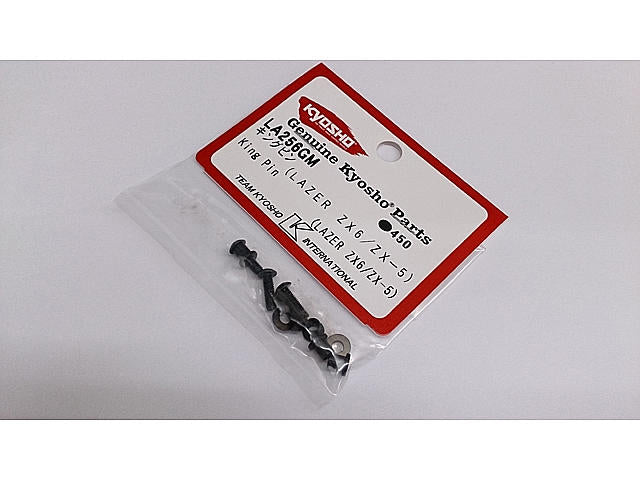 KYOSHO
Genuine Kyosho® Parts
LA256GM ●450
キングピン (LAZER ZX6/ZX-5)
King Pin (LAZER ZX6/ZX-5)
TEAM KYOSHO K INTERNATIONAL